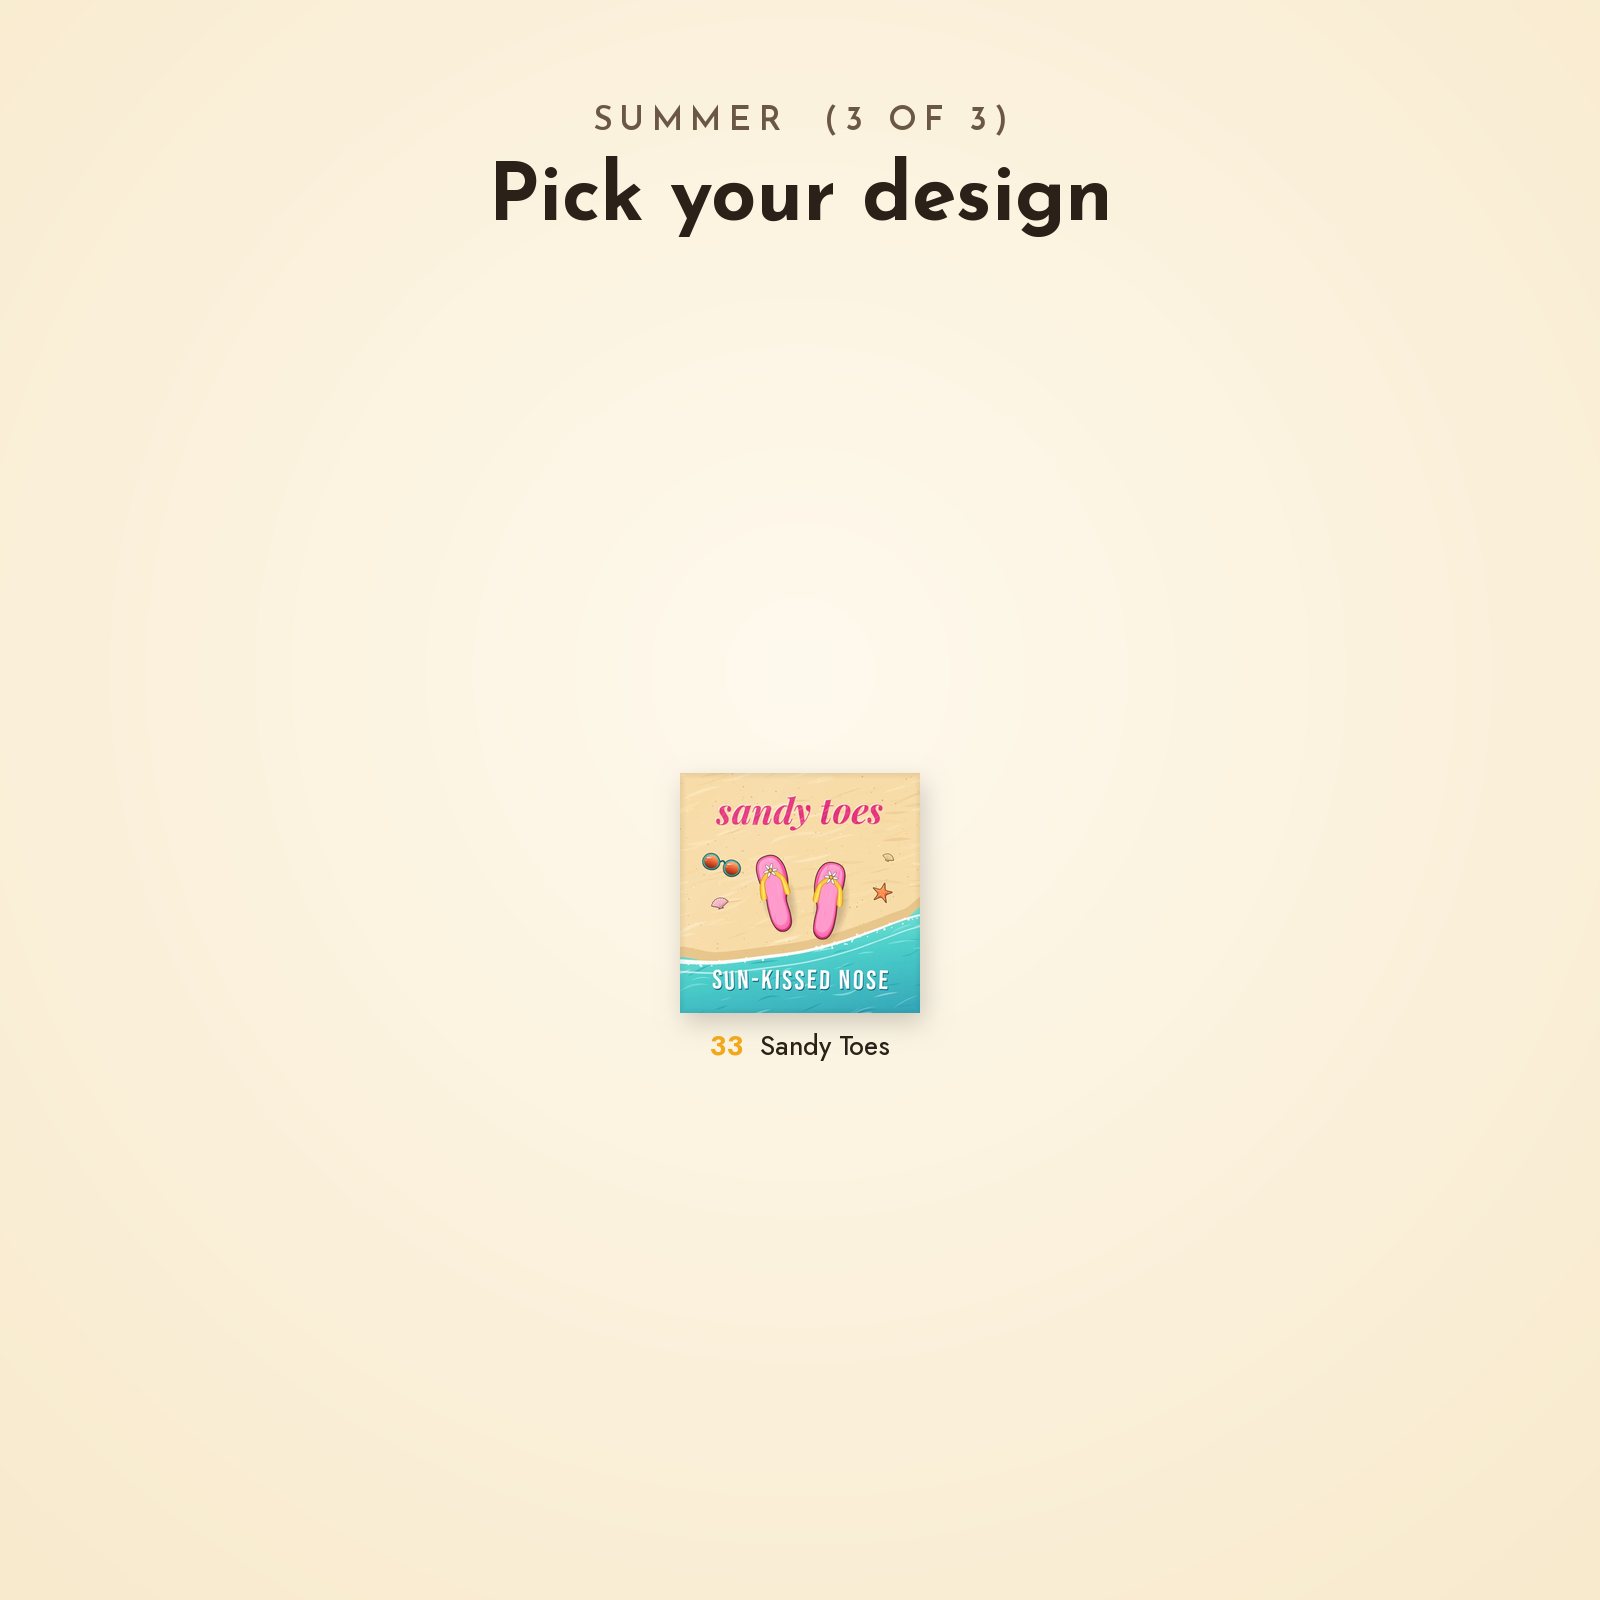 SUMMER (3 OF 3)
Pick your design
sandy toes
SUN-KISSED NOSE
33 Sandy Toes